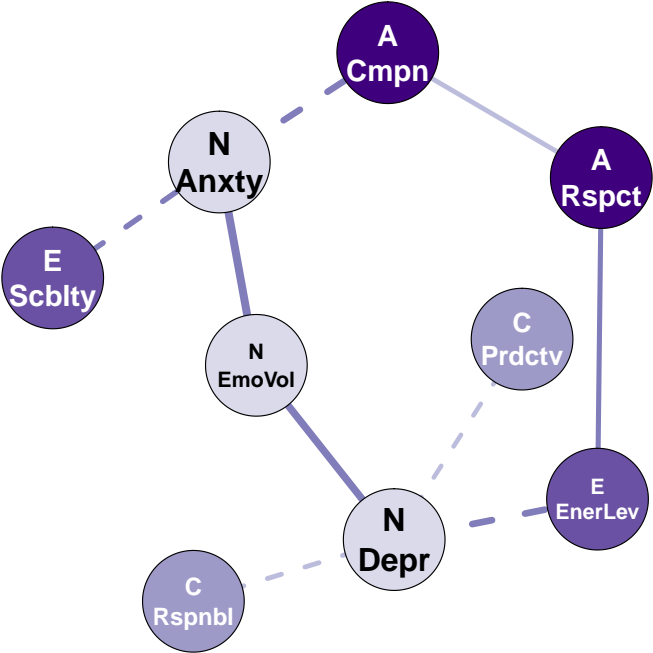 A
Cmpn
N
Anxty
A
Rspct
E
Scblty
C
Prdctv
N
EmoVol
E
EnerLev
N
Depr
C
Rspnbl